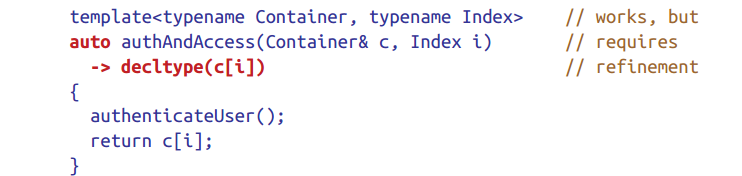 template<typename Container, typename Index>    // works, but
auto authAndAccess(Container& c, Index i)       // requires
  -> decltype(c[i])                             // refinement
{
  authenticateUser();
  return c[i];
}